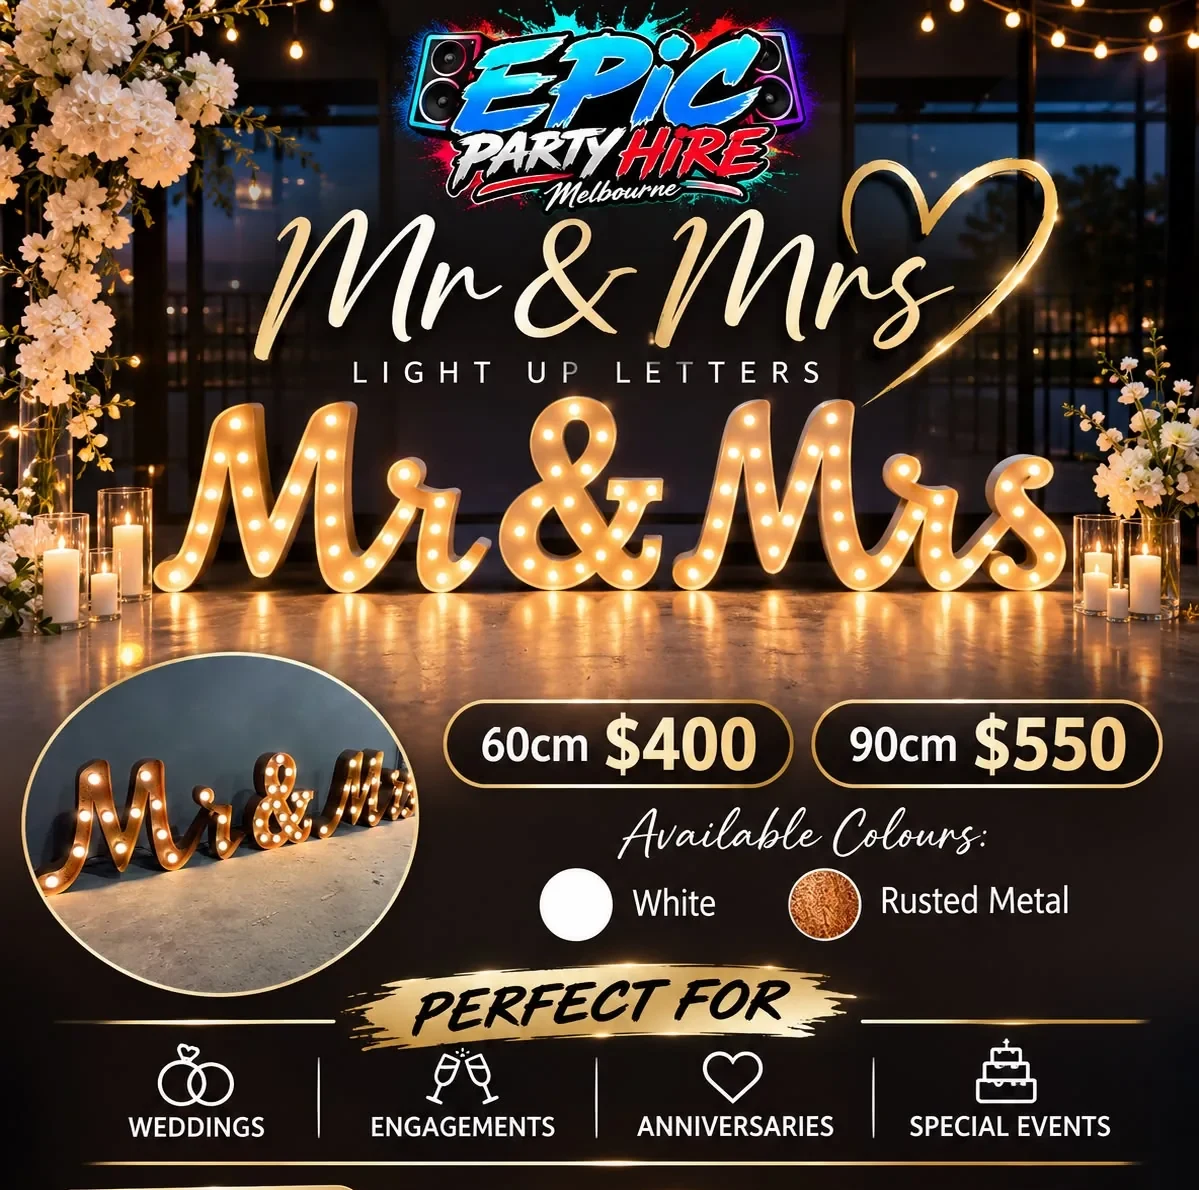 EPIC
PARTY HIRE
Melbourne
Mr & Mrs
LIGHT UP LETTERS
Mr & Mrs
Mr & Mrs
60cm $400
90cm $550
Available Colours:
White
Rusted Metal
PERFECT FOR
WEDDINGS
ENGAGEMENTS
ANNIVERSARIES
SPECIAL EVENTS